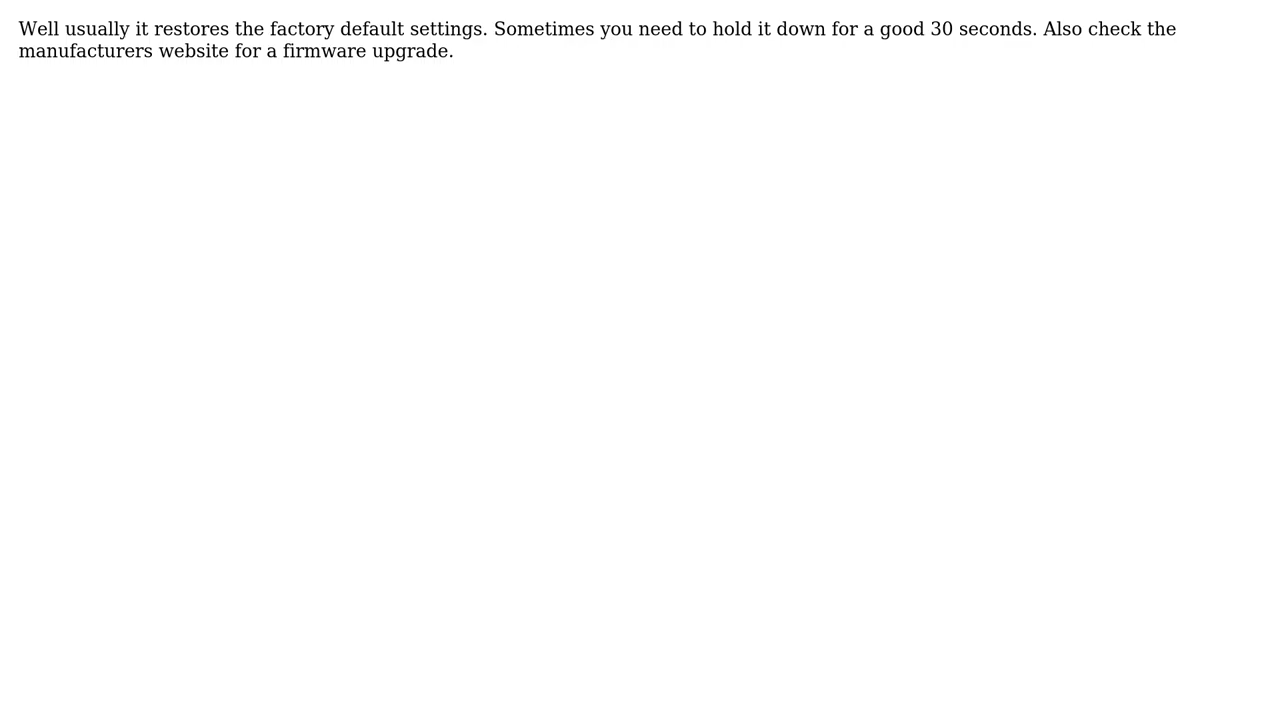 Well usually it restores the factory default settings. Sometimes you need to hold it down for a good 30 seconds. Also check the
manufacturers website for a firmware upgrade.